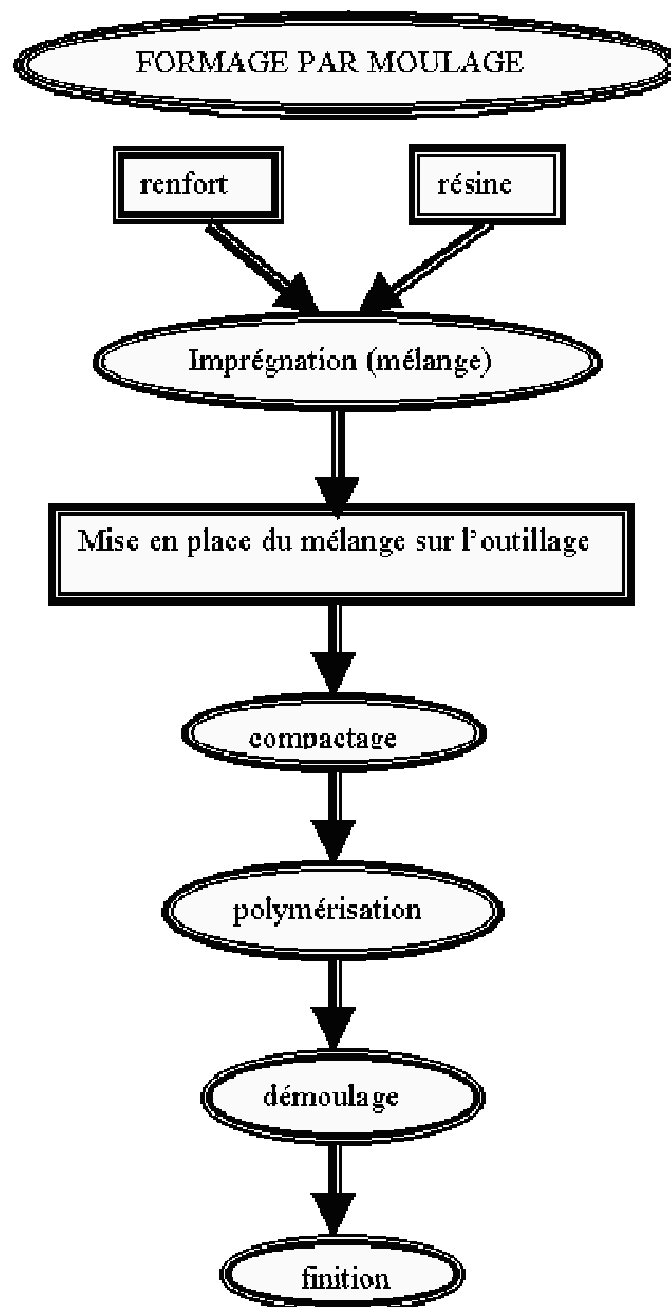 FORMAGE PAR MOULAGE
renfort
résine
Imprégnation (mélange)
Mise en place du mélange sur l'outillage
compactage
polymérisation
démoulage
finition